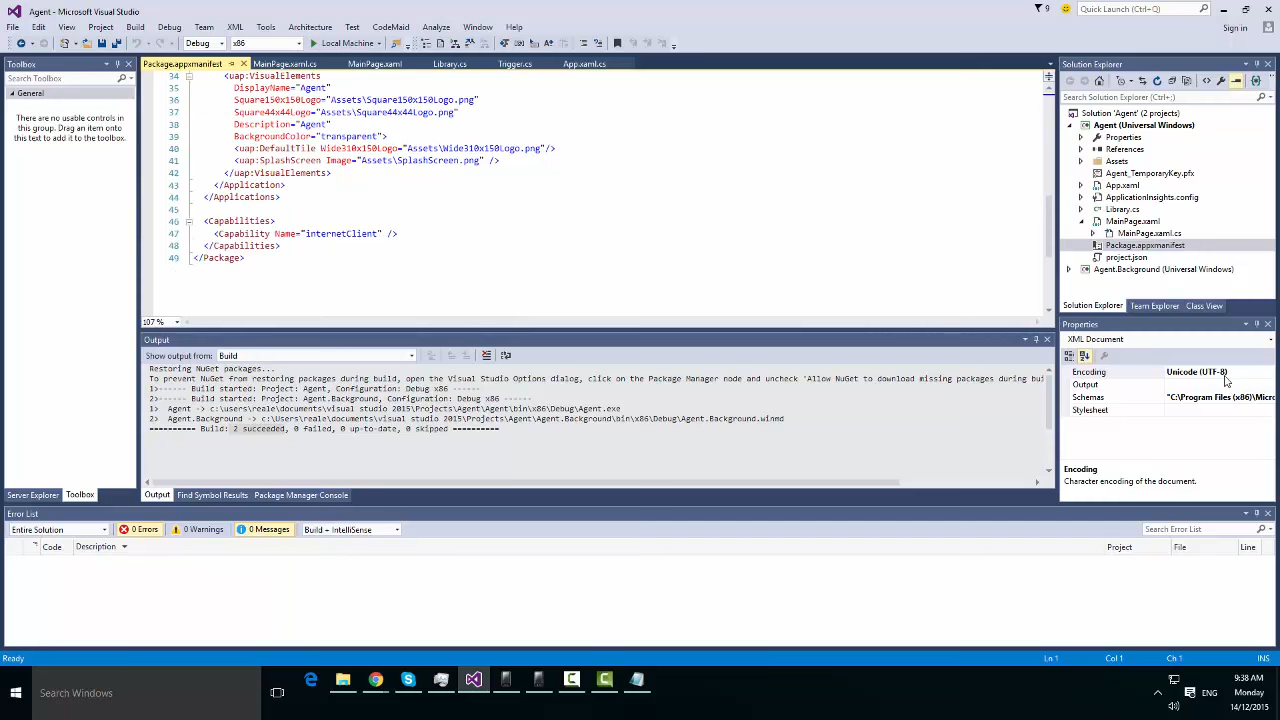 Agent - Microsoft Visual Studio
9
Quick Launch (Ctrl+Q)
File Edit View Project Build Debug Team XML Tools Test CodeMaid Architecture Analyze Window Help
Sign in
Debug x86 Local Machine
Toolbox
Search Toolbox
General
There are no usable controls in
this group. Drag an item onto
this text to add it to the toolbox.
Server Explorer Toolbox
Package.appxmanifest MainPage.xaml.cs MainPage.xaml Library.cs Trigger.cs App.xaml.cs
34 <uap:VisualElements
35 DisplayName="Agent"
36 Square150x150Logo="Assets\Square150x150Logo.png"
37 Square44x44Logo="Assets\Square44x44Logo.png"
38 Description="Agent"
39 BackgroundColor="transparent">
40 <uap:DefaultTile Wide310x150Logo="Assets\Wide310x150Logo.png"/>
41 <uap:SplashScreen Image="Assets\SplashScreen.png" />
42 </uap:VisualElements>
43 </Application>
44 </Applications>
45
46 <Capabilities>
47 <Capability Name="internetClient" />
48 </Capabilities>
49 </Package>
107 %
Output
Show output from: Build
Restoring NuGet packages...
To prevent NuGet from restoring packages during build, open the Visual Studio Options dialog, click on the Package Manager node and uncheck 'Allow NuGet to download missing packages during bu
1>------ Build started: Project: Agent, Configuration: Debug x86 ------
2>------ Build started: Project: Agent.Background, Configuration: Debug x86 ------
1> Agent -> c:\users\reale\documents\visual studio 2015\Projects\Agent\Agent\bin\x86\Debug\Agent.exe
2> Agent.Background -> c:\Users\reale\documents\visual studio 2015\Projects\Agent\Agent.Background\bin\x86\Debug\Agent.Background.winmd
========== Build: 2 succeeded, 0 failed, 0 up-to-date, 0 skipped ==========
Output Find Symbol Results Package Manager Console
Solution Explorer
Search Solution Explorer (Ctrl+;)
Solution 'Agent' (2 projects)
Agent (Universal Windows)
Properties
References
Assets
Agent_TemporaryKey.pfx
App.xaml
ApplicationInsights.config
Library.cs
MainPage.xaml
MainPage.xaml.cs
Package.appxmanifest
project.json
Agent.Background (Universal Windows)
Solution Explorer Team Explorer Class View
Properties
XML Document
Encoding Unicode (UTF-8)
Output
Schemas "C:\Program Files (x86)\Micro
Stylesheet
Encoding
Character encoding of the document.
Error List
Entire Solution 0 Errors 0 Warnings 0 Messages Build + IntelliSense Search Error List
Code Description Project File Line
Ready Ln 1 Col 1 Ch 1 INS
Search Windows
ENG
9:38 AM
Monday
14/12/2015